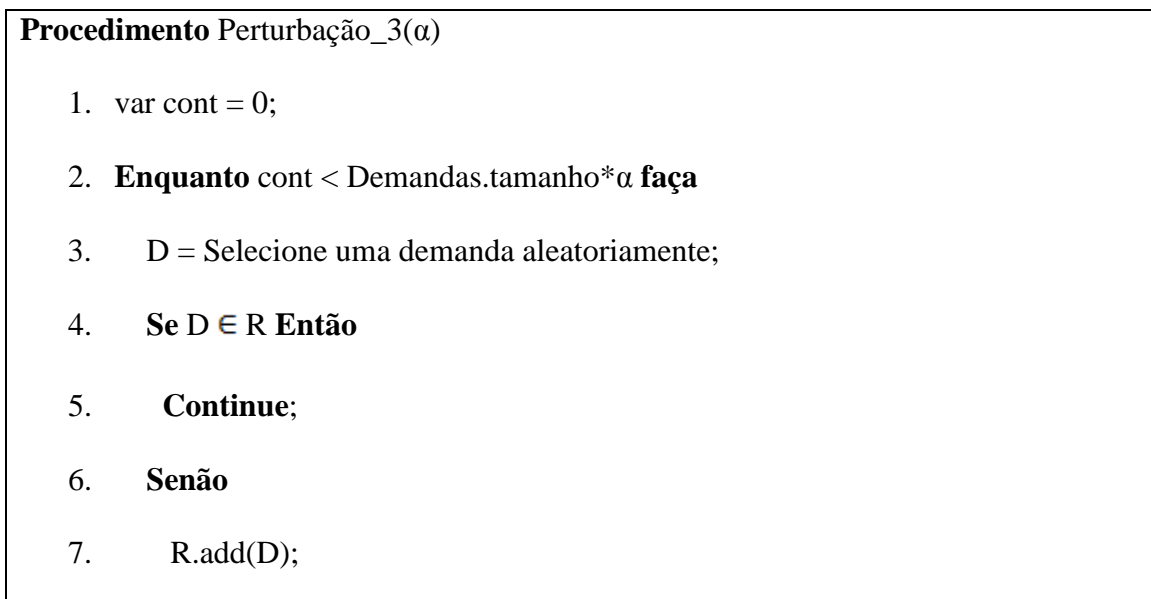 Procedimento Perturbação_3(α)
1. var cont = 0;
2. Enquanto cont < Demandas.tamanho*α faça
3. D = Selecione uma demanda aleatoriamente;
4. Se D ∈ R Então
5. Continue;
6. Senão
7. R.add(D);